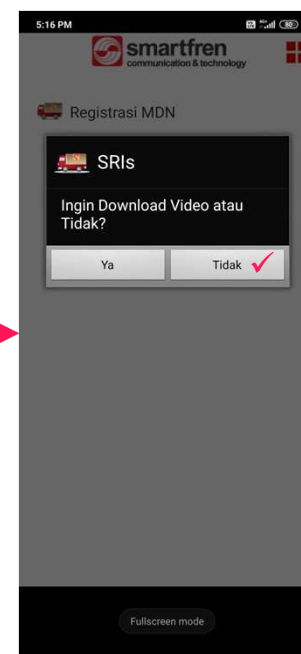 5:16 PM
80
smartfren
communication & technology
Registrasi MDN
SRIs
Ingin Download Video atau
Tidak?
Ya
Tidak
Fullscreen mode